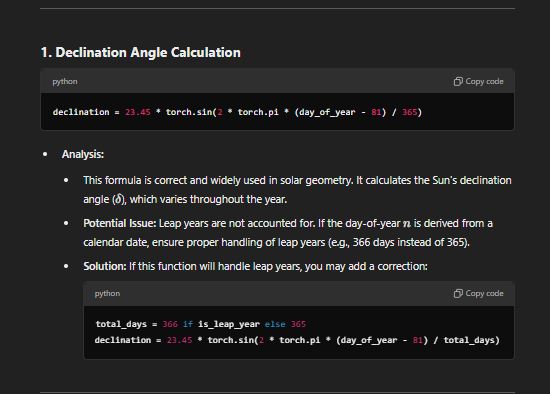 1. Declination Angle Calculation
python Copy code
declination = 23.45 * torch.sin(2 * torch.pi * (day_of_year - 81) / 365)
• Analysis:
• This formula is correct and widely used in solar geometry. It calculates the Sun's declination
angle (δ), which varies throughout the year.
• Potential Issue: Leap years are not accounted for. If the day-of-year n is derived from a
calendar date, ensure proper handling of leap years (e.g., 366 days instead of 365).
• Solution: If this function will handle leap years, you may add a correction:
python Copy code
total_days = 366 if is_leap_year else 365
declination = 23.45 * torch.sin(2 * torch.pi * (day_of_year - 81) / total_days)